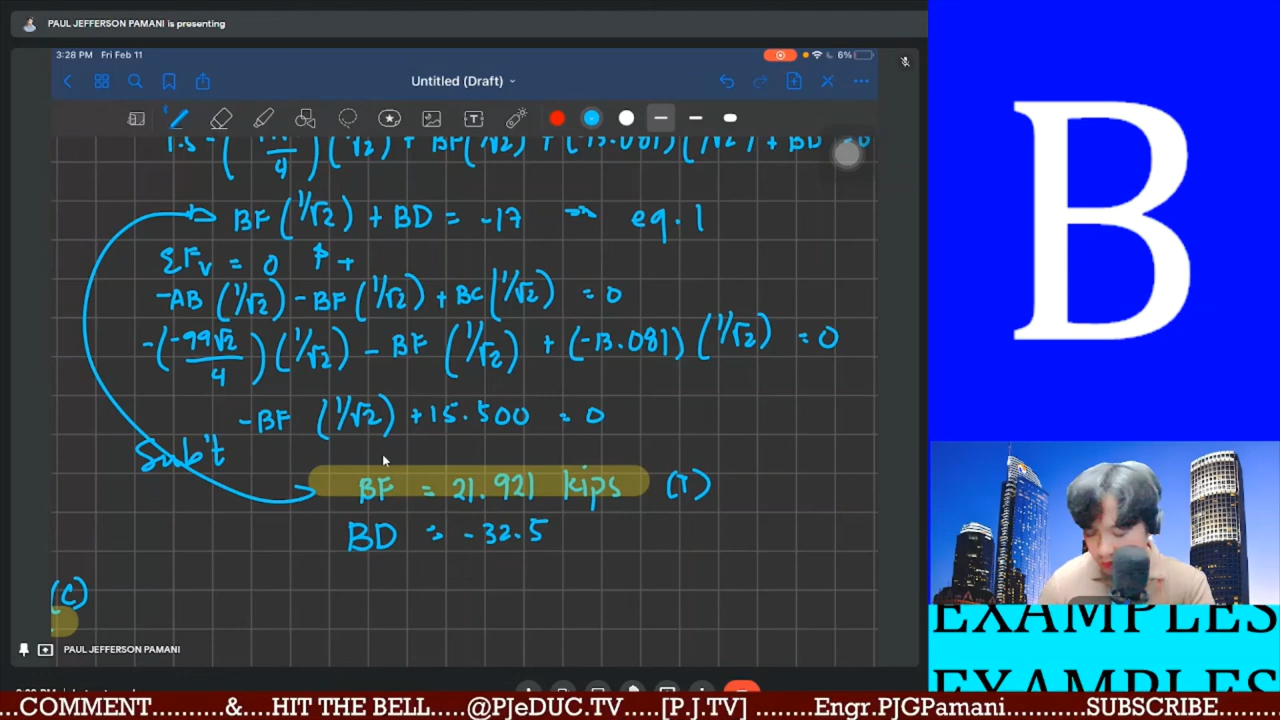 PAUL JEFFERSON PAMANI is presenting
3:28 PM Fri Feb 11
6%
Untitled (Draft)
BF (1/√2) + BD = -17 eq. 1
ΣFv = 0 +
-AB (1/√2) - BF (1/√2) + BC (1/√2) = 0
-(-99√2/4)(1/√2) - BF (1/√2) + (-13.081)(1/√2) = 0
-BF (1/√2) + 15.500 = 0
Sub't
BF = 21.921 kips (T)
BD = -32.5
(C)
PAUL JEFFERSON PAMANI
B
EXAMPLES
EXAMPLES
...COMMENT..........&....HIT THE BELL.....@PJeDUC.TV.....[P.J.TV] ......Engr.PJGPamani....SUBSCRIBE....